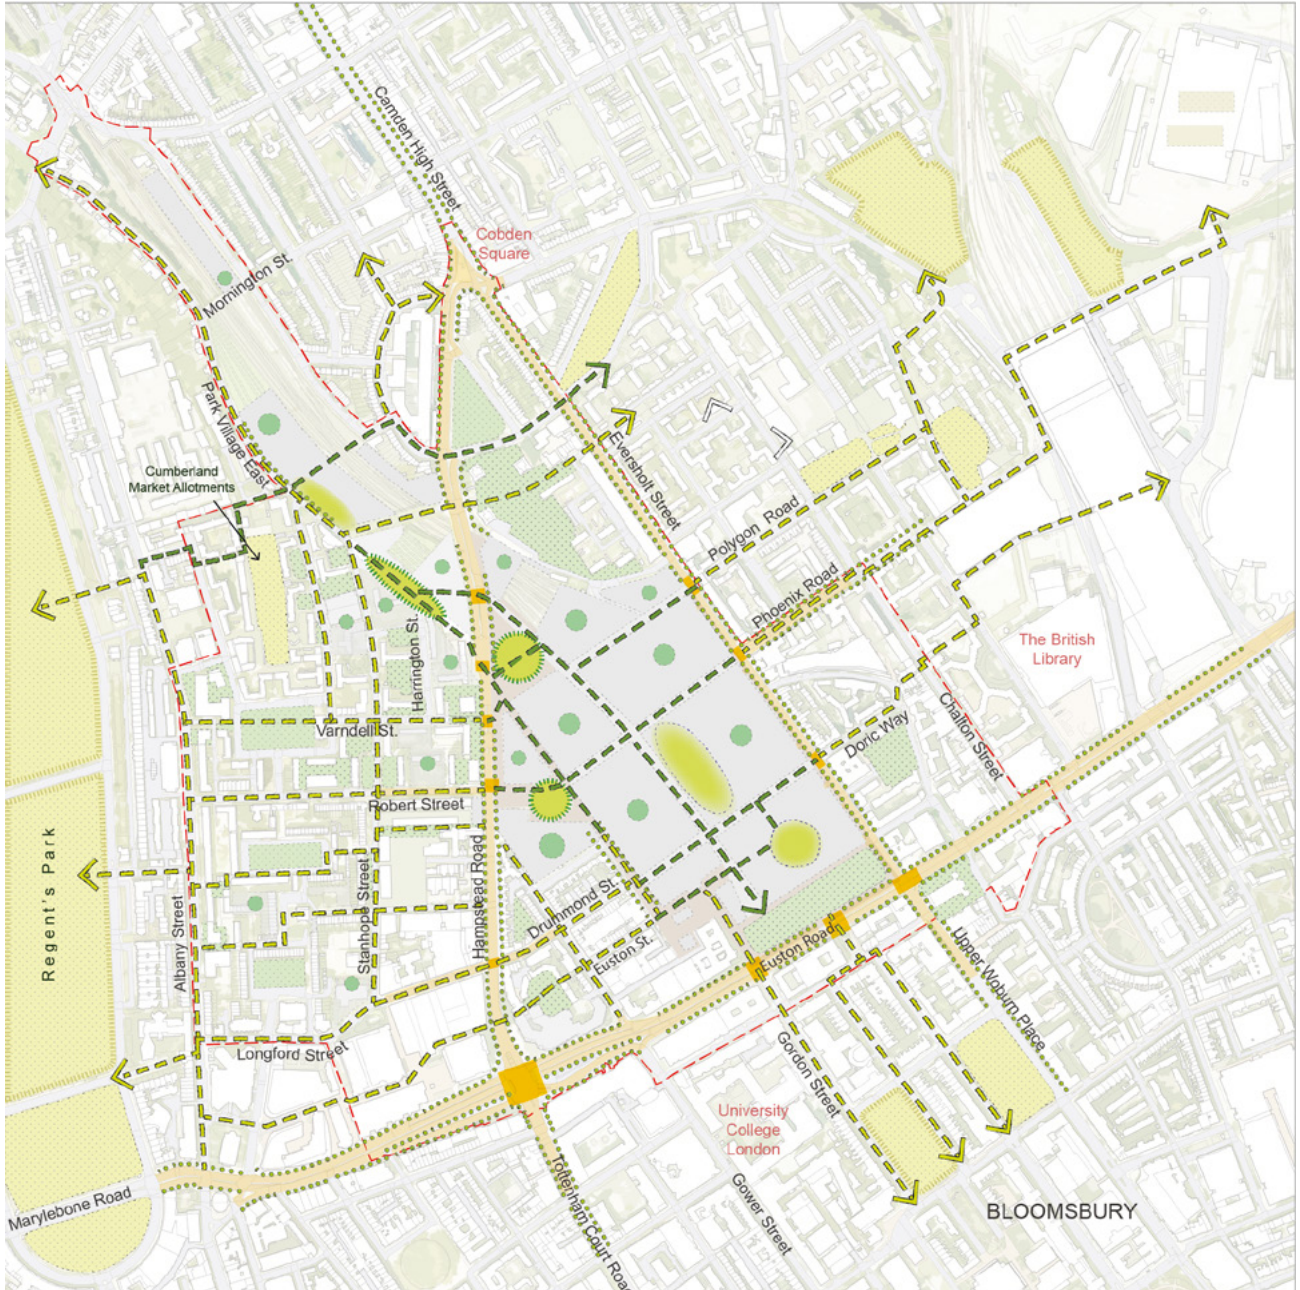 Camden High Street
Cobden
Square
Mornington St.
Park Village East
Cumberland
Market Allotments
Eversholt Street
Polygon Road
Phoenix Road
The British
Library
Harrington St.
Chalton Street
Varndell St.
Doric Way
Robert Street
Regent's Park
Albany Street
Stanhope Street
Hampstead Road
Drummond St.
Euston St.
Euston Road
Upper Woburn Place
Longford Street
Gordon Street
University
College
London
Marylebone Road
Tottenham Court Roa
Gower Street
BLOOMSBURY